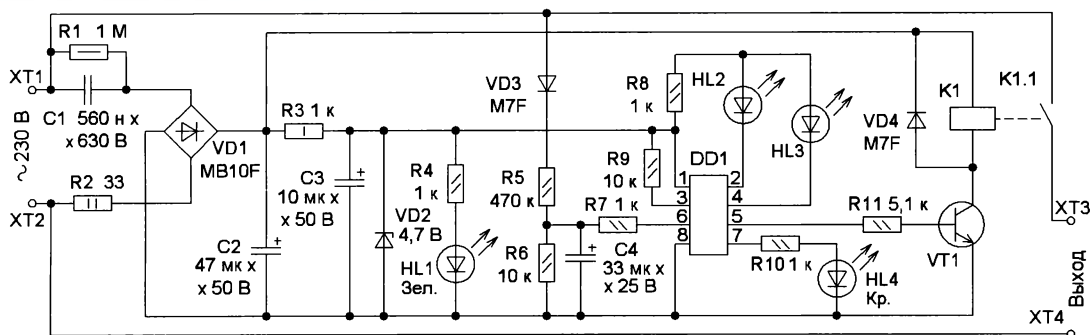 R1 1 М
XT1
C1 560 н х
х 630 В
~230 В
R2 33
XT2
VD1
MB10F
C2
47 мк х
х 50 В
R3 1 к
C3
10 мк х
х 50 В
VD2
4,7 В
R4
1 к
HL1
Зел.
VD3
M7F
R5
470 к
R6
10 к
R7 1 к
C4
33 мк х
х 25 В
R8
1 к
R9
10 к
DD1
1
3
6
8
2
4
5
7
HL2
HL3
R10 1 к
HL4
Кр.
R11 5,1 к
VD4
M7F
K1
K1.1
VT1
XT3
Выход
XT4